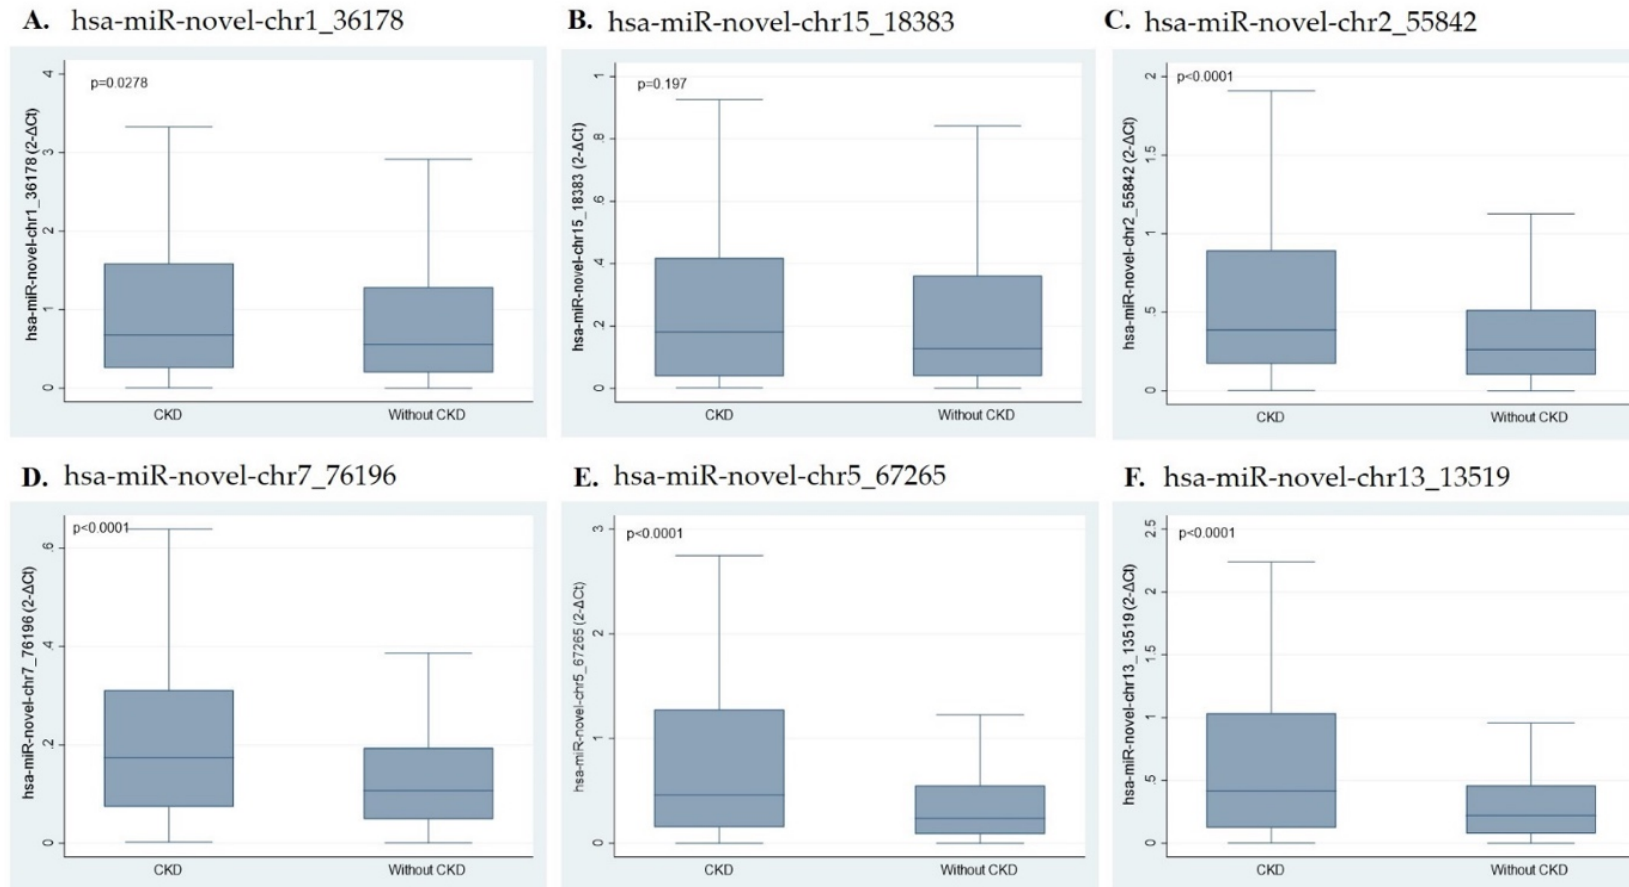 A. hsa-miR-novel-chr1_36178
p=0.0278
hsa-miR-novel-chr1_36178 (2-ΔCt)
4
3
2
1
0
CKD
Without CKD
B. hsa-miR-novel-chr15_18383
p=0.197
hsa-miR-novel-chr15_18383 (2-ΔCt)
1
.8
.6
.4
.2
0
CKD
Without CKD
C. hsa-miR-novel-chr2_55842
p<0.0001
hsa-miR-novel-chr2_55842 (2-ΔCt)
2
1.5
1
.5
0
CKD
Without CKD
D. hsa-miR-novel-chr7_76196
p<0.0001
hsa-miR-novel-chr7_76196 (2-ΔCt)
.6
.4
.2
0
CKD
Without CKD
E. hsa-miR-novel-chr5_67265
p<0.0001
hsa-miR-novel-chr5_67265 (2-ΔCt)
3
2
1
0
CKD
Without CKD
F. hsa-miR-novel-chr13_13519
p<0.0001
hsa-miR-novel-chr13_13519 (2-ΔCt)
2.5
2
1.5
1
.5
0
CKD
Without CKD